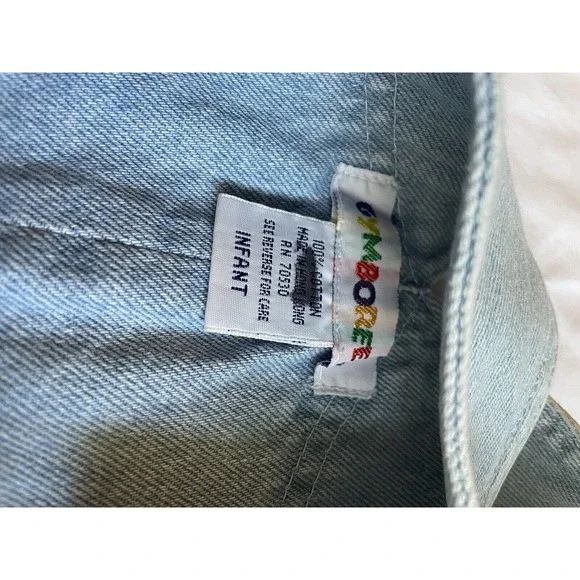 GYMBOREE
100% COTTON
MADE IN HONG KONG
RN 70530
SEE REVERSE FOR CARE
INFANT